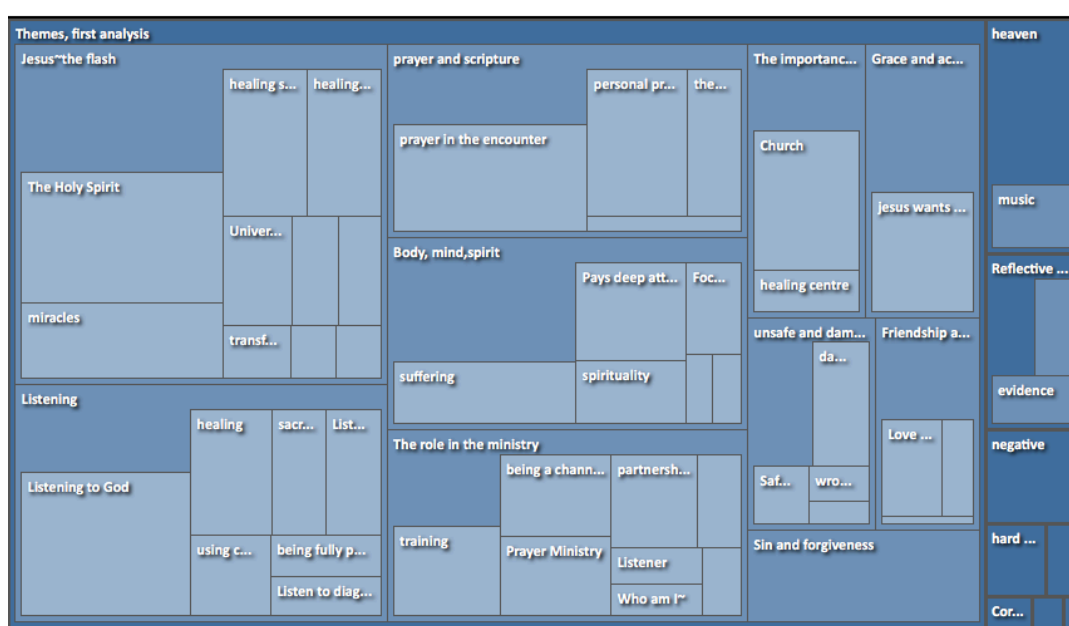 Themes, first analysis
Jesus~the flash
healing s...
healing...
The Holy Spirit
Univer...
miracles
transf...
Listening
healing
sacr...
List...
Listening to God
using c...
being fully p...
Listen to diag...
prayer and scripture
personal pr...
the...
prayer in the encounter
Body, mind,spirit
Pays deep att...
Foc...
suffering
spirituality
The role in the ministry
being a chann...
partnersh...
training
Prayer Ministry
Listener
Who am I~
The importanc...
Church
healing centre
Grace and ac...
jesus wants ...
unsafe and dam...
da...
Saf...
wro...
Friendship a...
Love ...
Sin and forgiveness
heaven
music
Reflective ...
evidence
negative
hard ...
Cor...